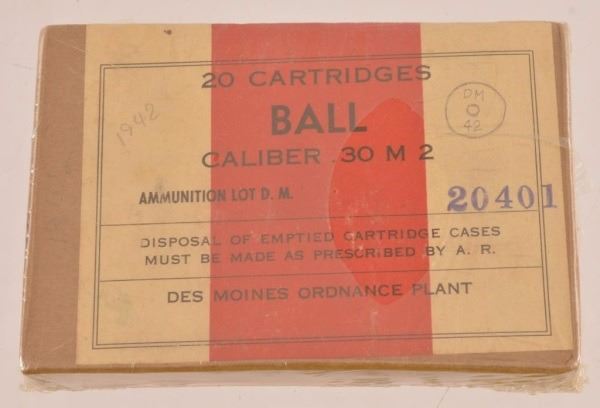 20 CARTRIDGES
BALL
CALIBER .30 M 2
1942
DM
O
42
AMMUNITION LOT D. M. 20401
DISPOSAL OF EMPTIED CARTRIDGE CASES
MUST BE MADE AS PRESCRIBED BY A. R.
DES MOINES ORDNANCE PLANT